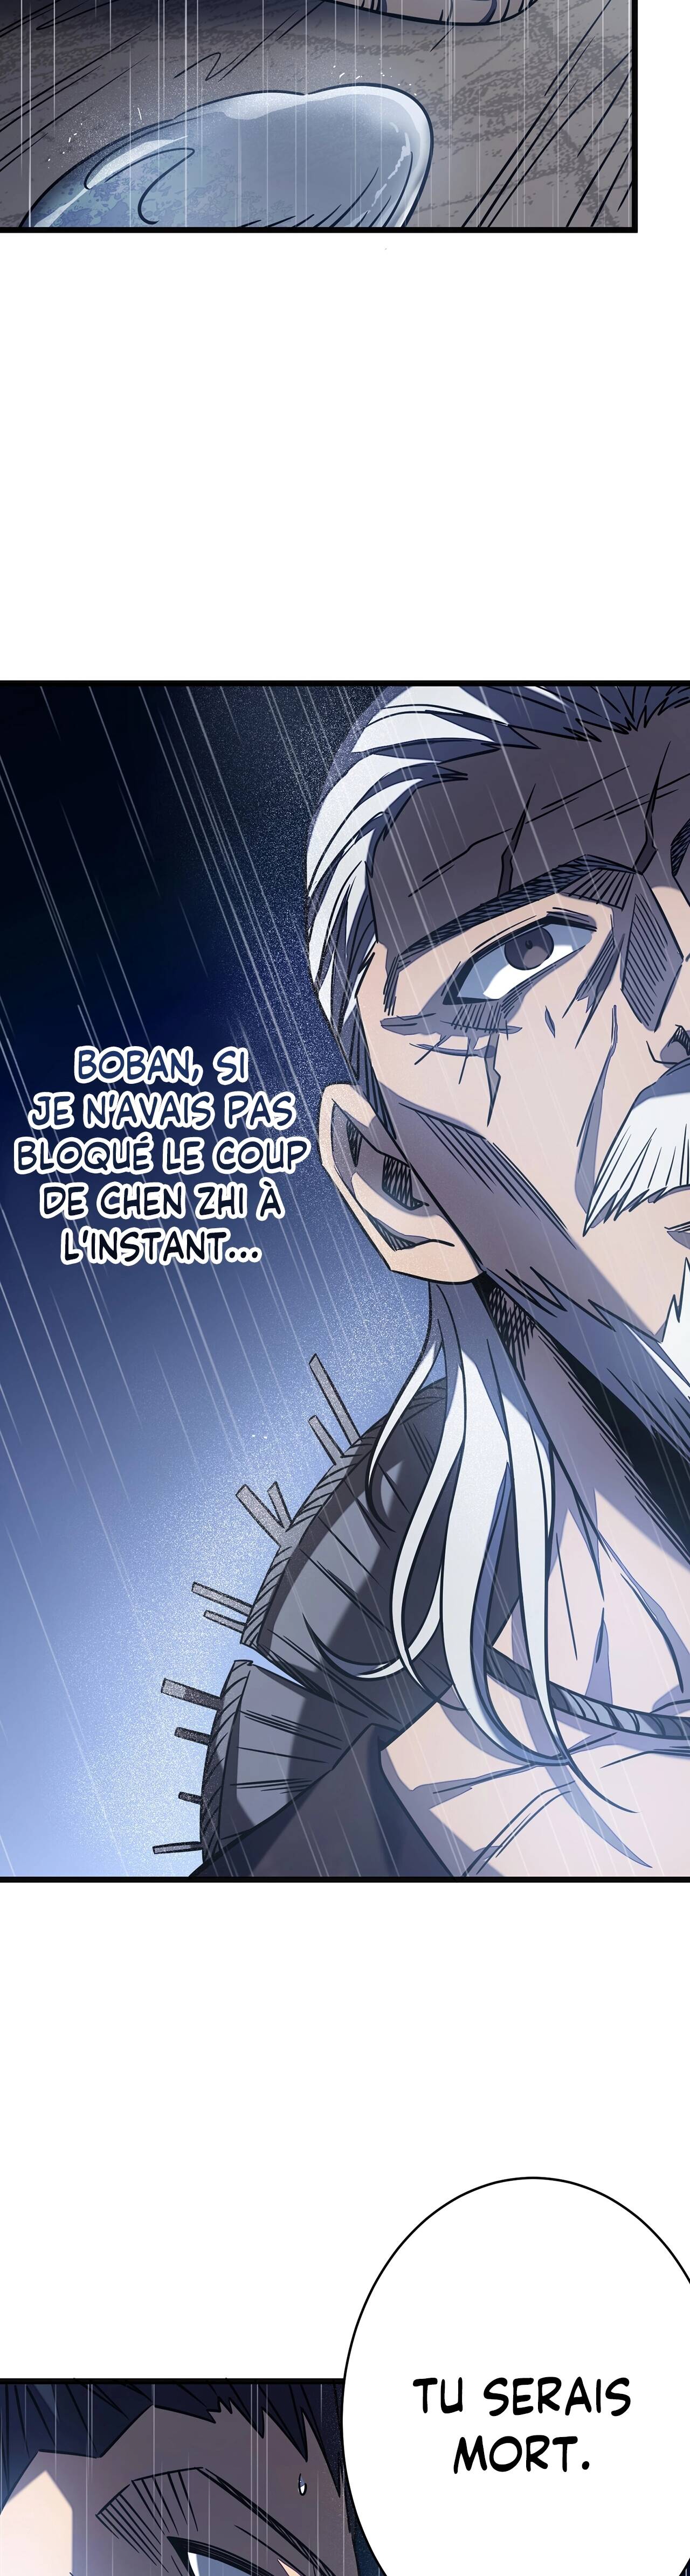 BOBAN, SI
JE N'AVAIS PAS
BLOQUÉ LE COUP
DE CHEN ZHI À
L'INSTANT...
TU SERAIS
MORT.